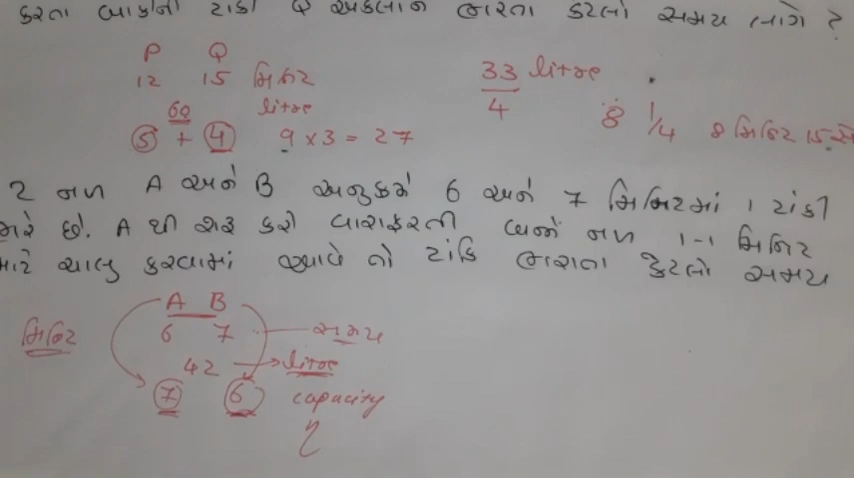 કરતા બાકીની ટાંકી Q એકલાને ભરતા કેટલો સમય લાગે ?
P Q
12 15 મિનિટ
60 litre
5 + 4 9 × 3 = 27
33/4 litre
8 1/4 8 મિનિટ 15 સે
2 નળ A અને B અનુક્રમે 6 અને 7 મિનિટમાં 1 ટાંકી
ભરે છે. A થી શરૂ કરી વારાફરતી બંને નળ 1-1 મિનિટ
માટે ચાલુ કરવામાં આવે તો ટાંકિ ભરાતા કેટલો સમય
A B
મિનિટ 6 7 સમય
42 litre
7 6 capacity